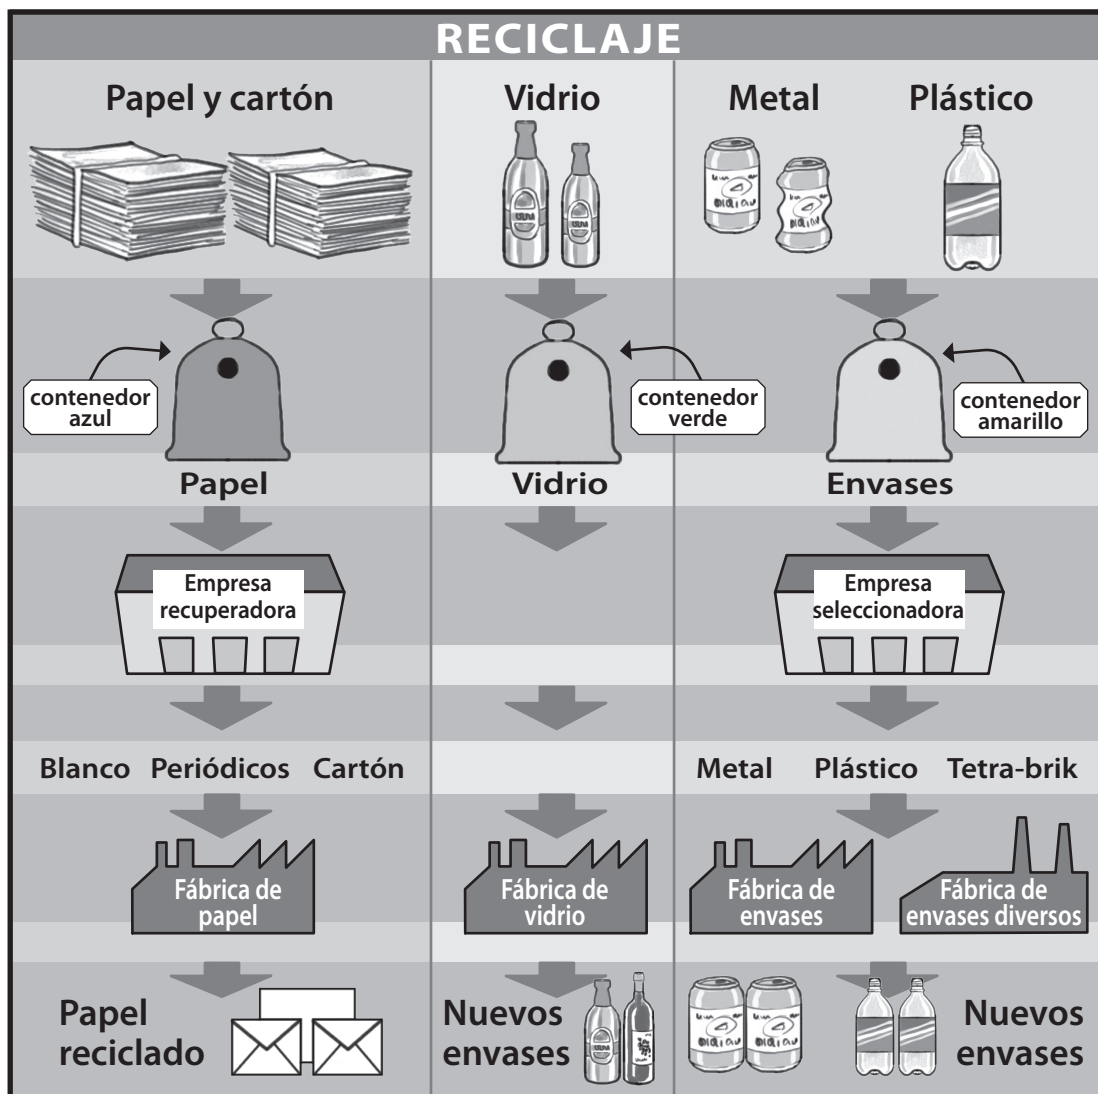 RECICLAJE
Papel y cartón
Vidrio
Metal
Plástico
contenedor
azul
contenedor
verde
contenedor
amarillo
Papel
Vidrio
Envases
Empresa
recuperadora
Empresa
seleccionadora
Blanco Periódicos Cartón
Metal Plástico Tetra-brik
Fábrica de
papel
Fábrica de
vidrio
Fábrica de
envases
Fábrica de
envases diversos
Papel
reciclado
Nuevos
envases
Nuevos
envases